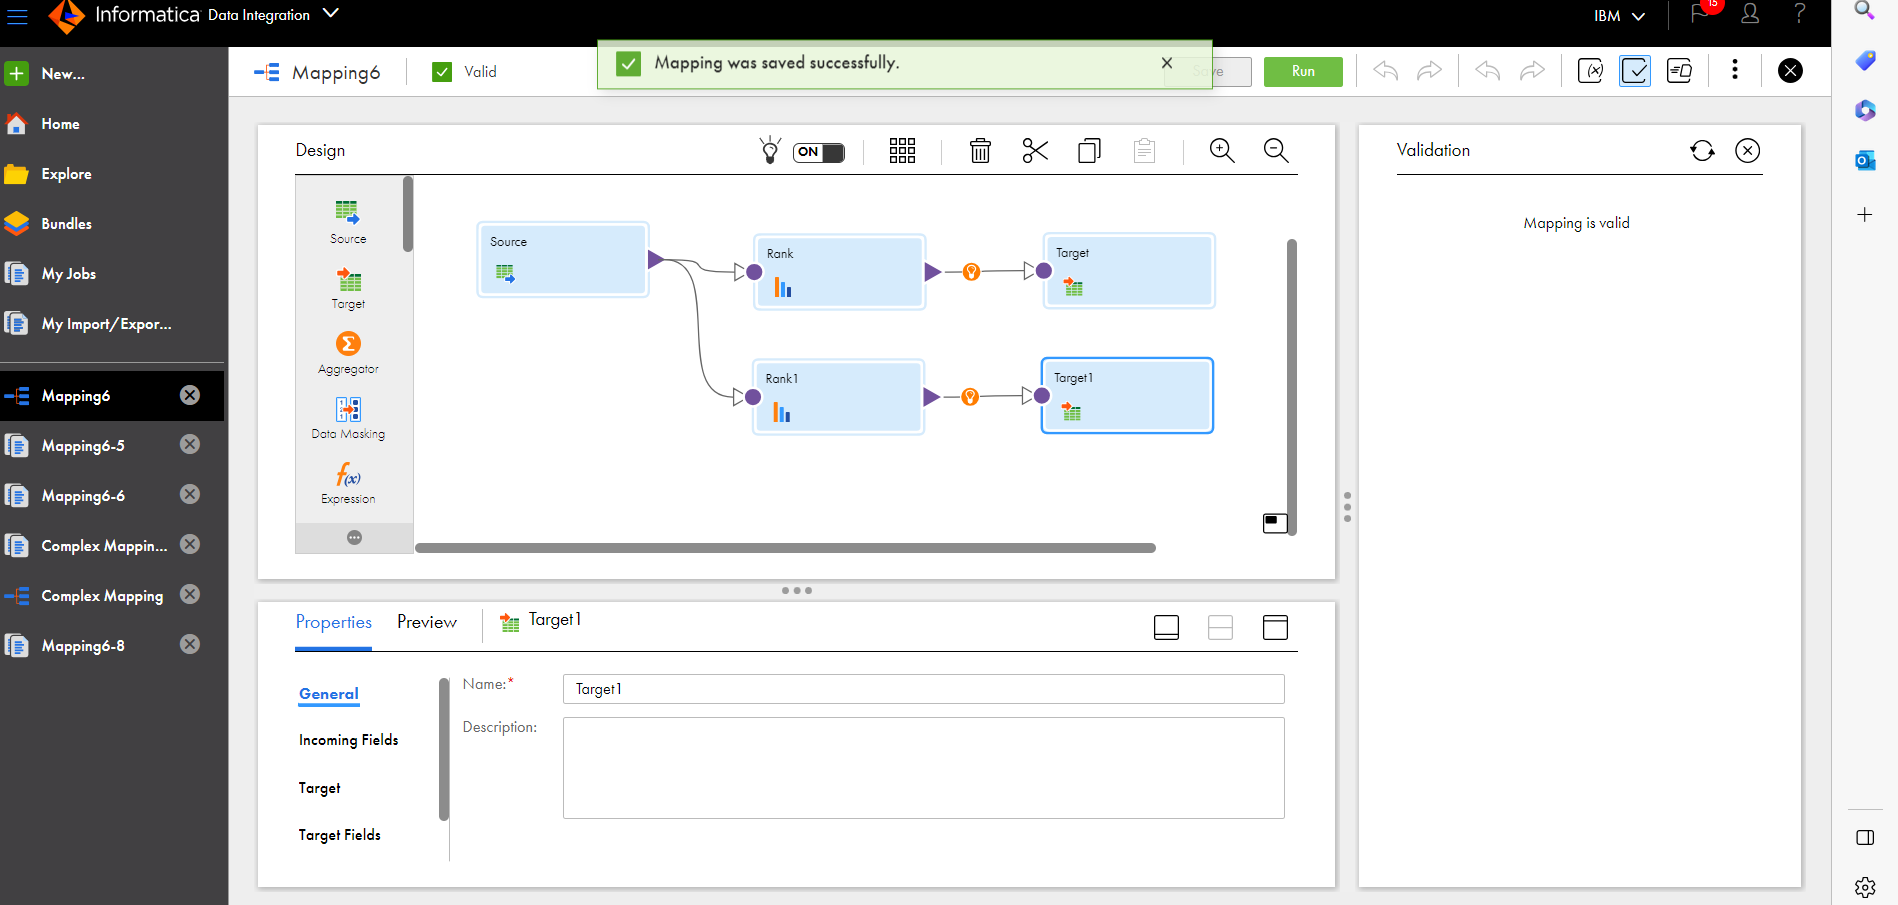 Informatica Data Integration
IBM
15
?
New...
Home
Explore
Bundles
My Jobs
My Import/Expor...
Mapping6
Mapping6-5
Mapping6-6
Complex Mappin...
Complex Mapping
Mapping6-8
Mapping6
Valid
Mapping was saved successfully.
Save
Run
Design
ON
Source
Target
Aggregator
Data Masking
Expression
Source
Rank
Target
Rank1
Target1
Validation
Mapping is valid
Properties
Preview
Target1
General
Incoming Fields
Target
Target Fields
Name:*
Target1
Description: